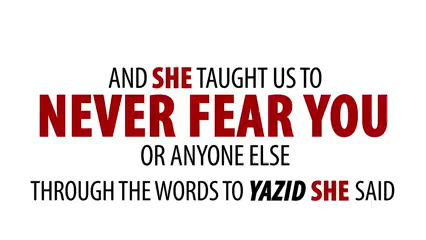 AND SHE TAUGHT US TO
NEVER FEAR YOU
OR ANYONE ELSE
THROUGH THE WORDS TO YAZID SHE SAID